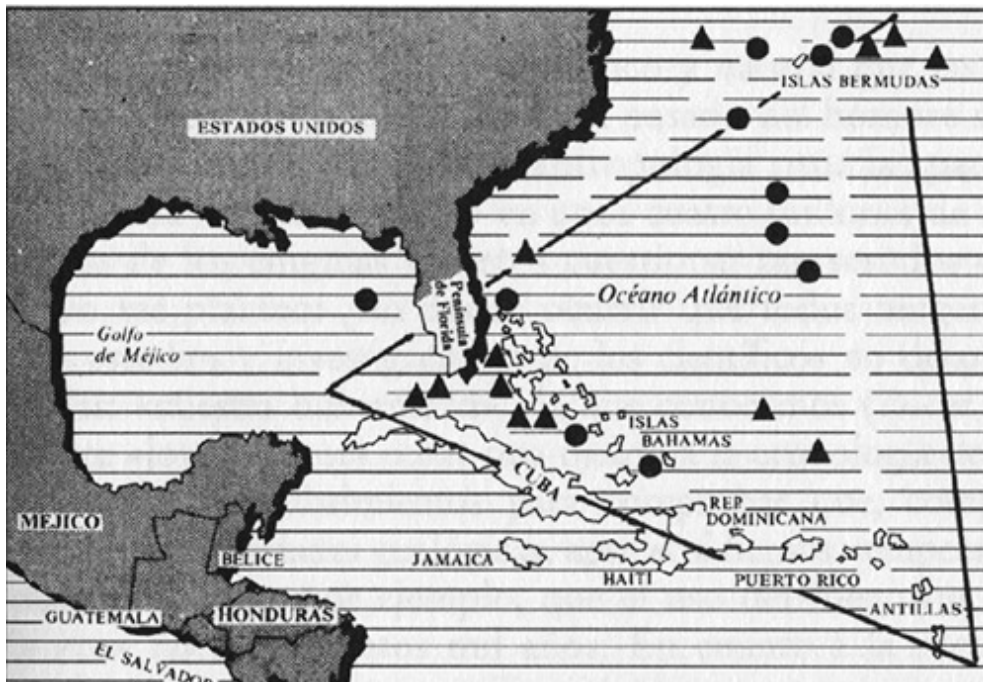 ISLAS BERMUDAS
ESTADOS UNIDOS
Península
de Florida
Océano Atlántico
Golfo
de Méjico
ISLAS
BAHAMAS
CUBA
REP.
DOMINICANA
MEJICO
BELICE
JAMAICA
HAITI
PUERTO RICO
GUATEMALA
HONDURAS
ANTILLAS
EL SALVADOR